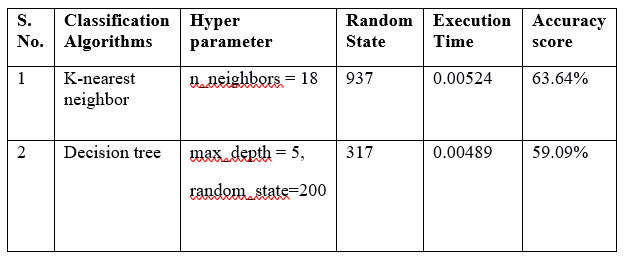 S. Classification Hyper Random Execution Accuracy
No. Algorithms parameter State Time score
1 K-nearest n_neighbors = 18 937 0.00524 63.64%
neighbor
2 Decision tree max_depth = 5, 317 0.00489 59.09%
random_state=200